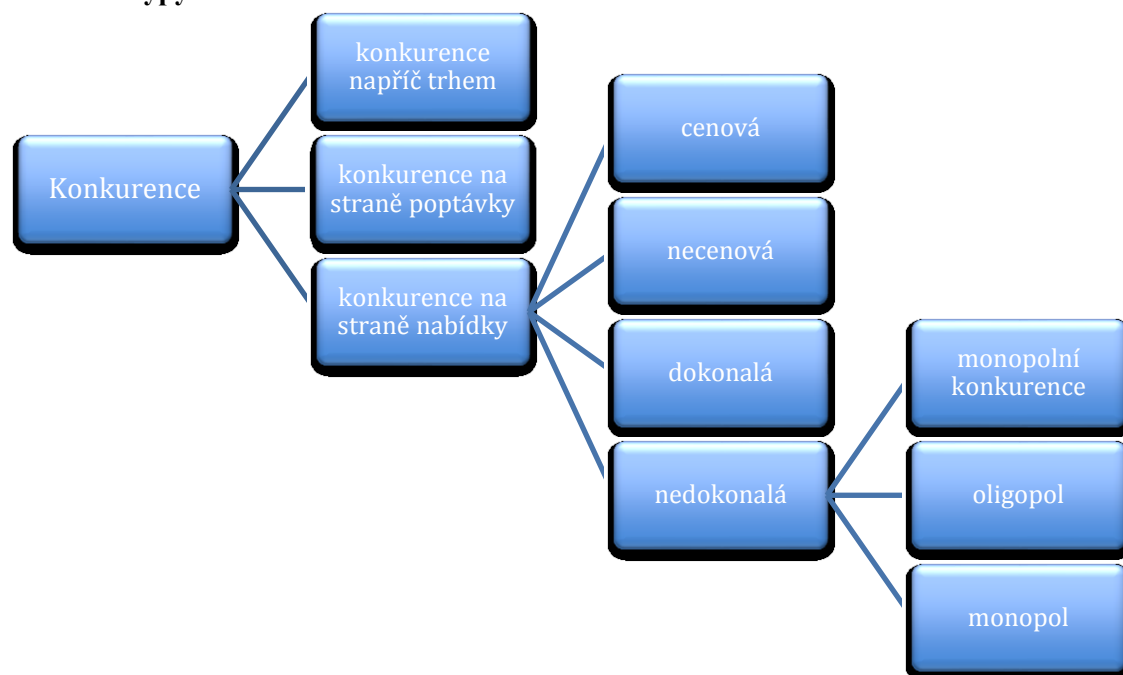 konkurence
napříč trhem
Konkurence
konkurence na
straně poptávky
konkurence na
straně nabídky
cenová
necenová
dokonalá
nedokonalá
monopolní
konkurence
oligopol
monopol